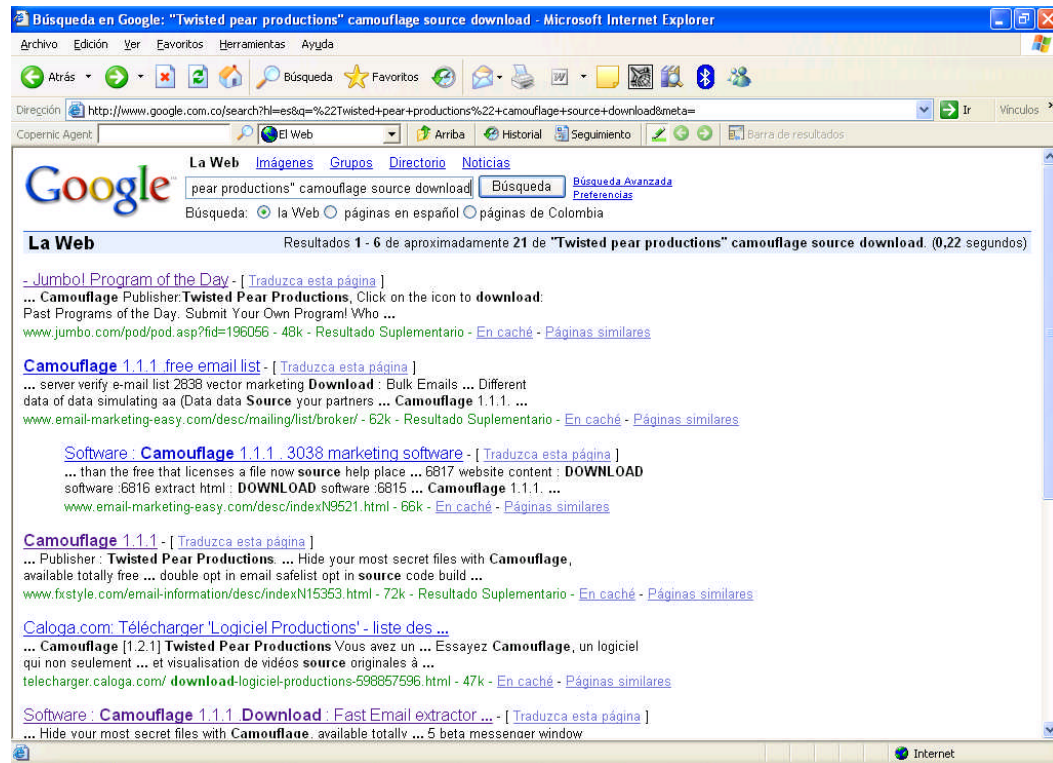 Búsqueda en Google: "Twisted pear productions" camouflage source download - Microsoft Internet Explorer
Archivo Edición Ver Favoritos Herramientas Ayuda
Atrás Búsqueda Favoritos
Dirección http://www.google.com.co/search?hl=es&q=%22Twisted+pear+productions%22+camouflage+source+download&meta= Ir Vínculos
Copernic Agent El Web Arriba Historial Seguimiento Barra de resultados
La Web Imágenes Grupos Directorio Noticias
Google
pear productions" camouflage source download Búsqueda Búsqueda Avanzada
Preferencias
Búsqueda: la Web páginas en español páginas de Colombia
La Web Resultados 1 - 6 de aproximadamente 21 de "Twisted pear productions" camouflage source download. (0,22 segundos)
- Jumbo! Program of the Day - [ Traduzca esta página ]
... Camouflage Publisher:Twisted Pear Productions, Click on the icon to download:
Past Programs of the Day. Submit Your Own Program! Who ...
www.jumbo.com/pod/pod.asp?fid=196056 - 48k - Resultado Suplementario - En caché - Páginas similares
Camouflage 1.1.1 .free email list - [ Traduzca esta página ]
... server verify e-mail list 2838 vector marketing Download : Bulk Emails ... Different
data of data simulating aa (Data data Source your partners ... Camouflage 1.1.1. ...
www.email-marketing-easy.com/desc/mailing/list/broker/ - 62k - Resultado Suplementario - En caché - Páginas similares
Software : Camouflage 1.1.1 . 3038 marketing software - [ Traduzca esta página ]
... than the free that licenses a file now source help place ... 6817 website content : DOWNLOAD
software :6816 extract html : DOWNLOAD software :6815 ... Camouflage 1.1.1. ...
www.email-marketing-easy.com/desc/indexN9521.html - 66k - En caché - Páginas similares
Camouflage 1.1.1 - [ Traduzca esta página ]
... Publisher : Twisted Pear Productions. ... Hide your most secret files with Camouflage,
available totally free ... double opt in email safelist opt in source code build ...
www.fxstyle.com/email-information/desc/indexN15353.html - 72k - Resultado Suplementario - En caché - Páginas similares
Caloga.com: Télécharger 'Logiciel Productions' - liste des ...
... Camouflage [1.2.1] Twisted Pear Productions Vous avez un ... Essayez Camouflage, un logiciel
qui non seulement ... et visualisation de vidéos source originales à ...
telecharger.caloga.com/ download-logiciel-productions-598857596.html - 47k - En caché - Páginas similares
Software : Camouflage 1.1.1 .Download : Fast Email extractor ... - [ Traduzca esta página ]
... Hide your most secret files with Camouflage, available totally ... 5 beta messenger window
Internet